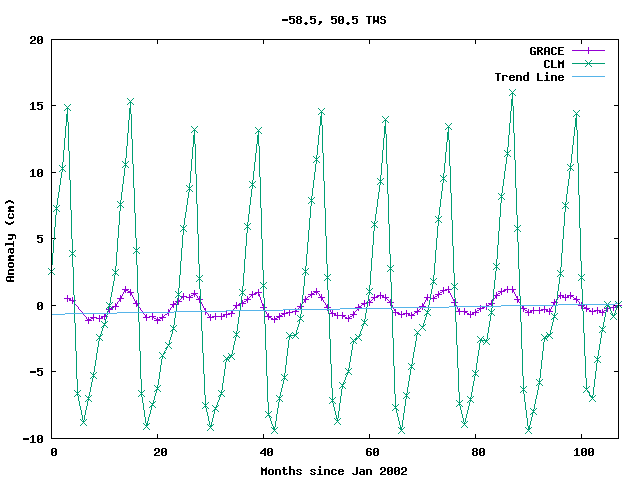 -58.5, 50.5 TWS
GRACE
CLM
Trend Line
20
15
10
5
0
-5
-10
Anomaly (cm)
0 20 40 60 80 100
Months since Jan 2002